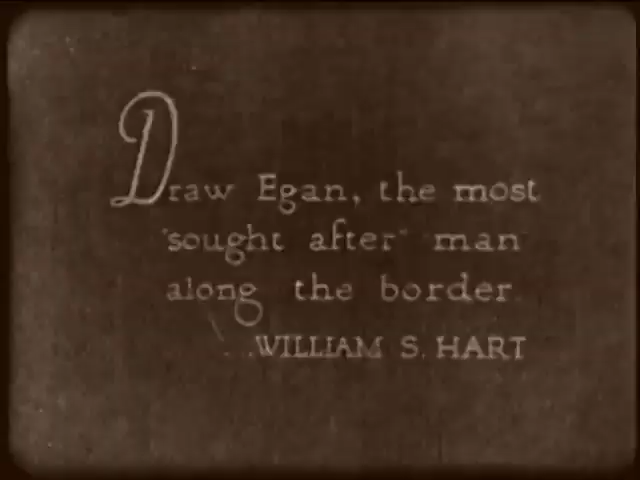 Draw Egan, the most
"sought after" man
along the border.
...WILLIAM S. HART